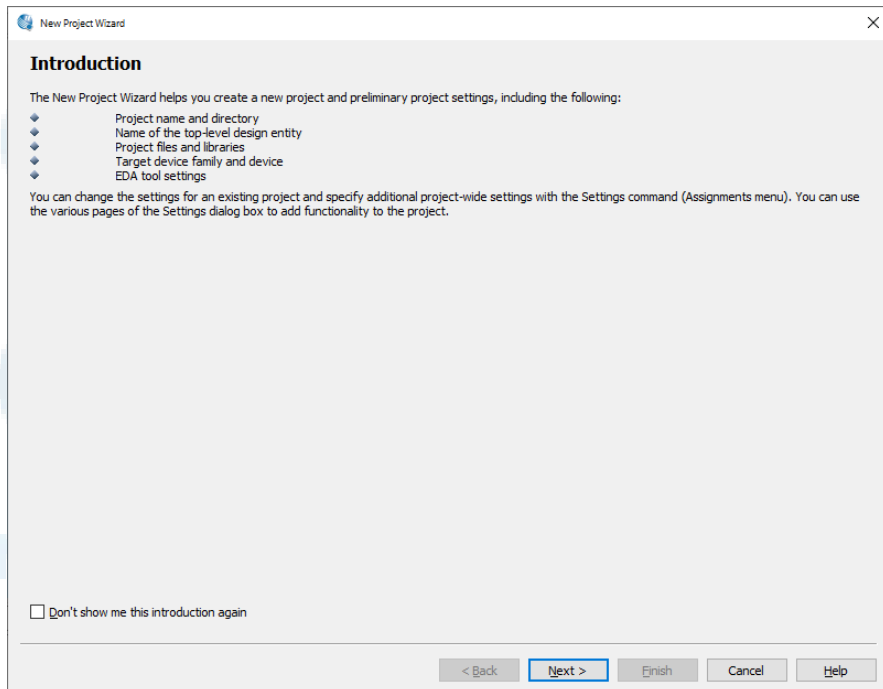 New Project Wizard
Introduction
The New Project Wizard helps you create a new project and preliminary project settings, including the following:
Project name and directory
Name of the top-level design entity
Project files and libraries
Target device family and device
EDA tool settings
You can change the settings for an existing project and specify additional project-wide settings with the Settings command (Assignments menu). You can use
the various pages of the Settings dialog box to add functionality to the project.
Don't show me this introduction again
< Back Next > Finish Cancel Help